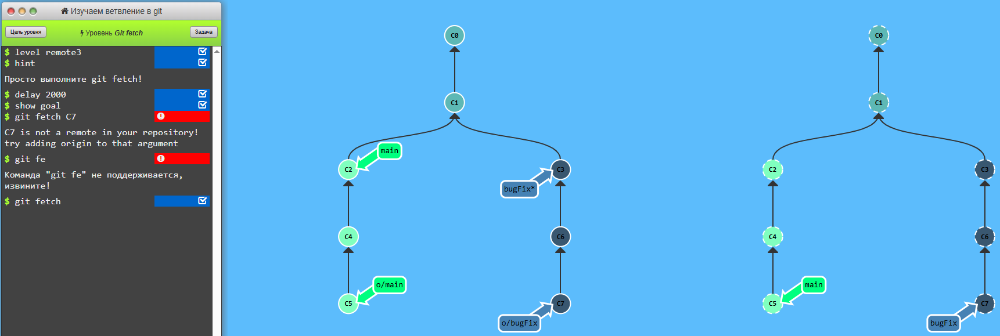 Изучаем ветвление в git
Цель уровня
Уровень Git fetch
Задача
$ level remote3
$ hint
Просто выполните git fetch!
$ delay 2000
$ show goal
$ git fetch C7
C7 is not a remote in your repository!
try adding origin to that argument
$ git fe
Команда "git fe" не поддерживается,
извините!
$ git fetch
C0
C1
main
C2
C3
bugFix*
C4
C6
o/main
C5
C7
o/bugFix
C0
C1
C2
C3
C4
C6
main
C5
C7
bugFix